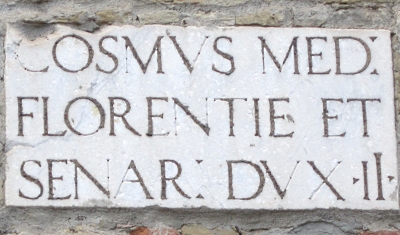 COSMVS MED:
FLORENTIE ET
SENAR: DVX·II·